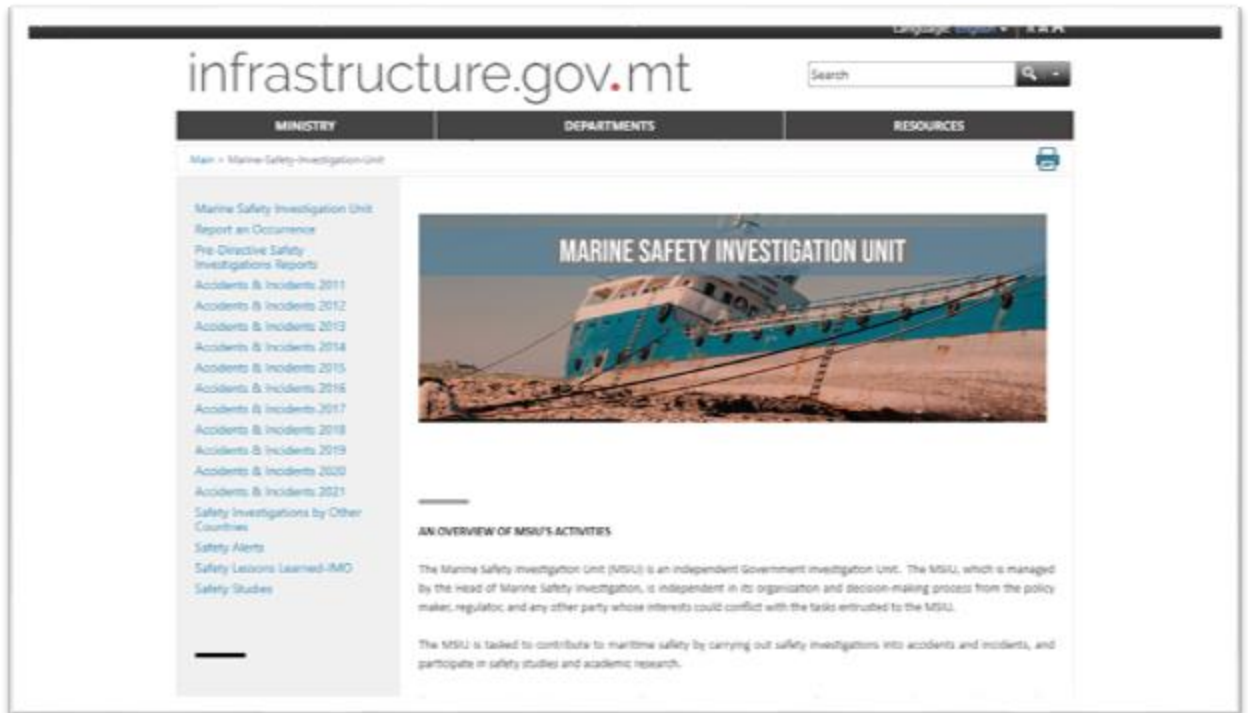 Language: English
infrastructure.gov.mt
Search
MINISTRY
DEPARTMENTS
RESOURCES
Main > Marine-Safety-Investigation-Unit
Marine Safety Investigation Unit
Report an Occurrence
Pre-Directive Safety
Investigations Reports
Accidents & Incidents 2011
Accidents & Incidents 2012
Accidents & Incidents 2013
Accidents & Incidents 2014
Accidents & Incidents 2015
Accidents & Incidents 2016
Accidents & Incidents 2017
Accidents & Incidents 2018
Accidents & Incidents 2019
Accidents & Incidents 2020
Accidents & Incidents 2021
Safety Investigations by Other
Countries
Safety Alerts
Safety Lessons Learned-IMO
Safety Studies
MARINE SAFETY INVESTIGATION UNIT
AN OVERVIEW OF MSIU'S ACTIVITIES
The Marine Safety Investigation Unit (MSIU) is an independent Government investigation Unit. The MSIU, which is managed
by the Head of Marine Safety Investigation, is independent in its organisation and decision-making process from the policy
maker, regulator, and any other party whose interests could conflict with the tasks entrusted to the MSIU.
The MSIU is tasked to contribute to maritime safety by carrying out safety investigations into accidents and incidents, and
participate in safety studies and academic research.